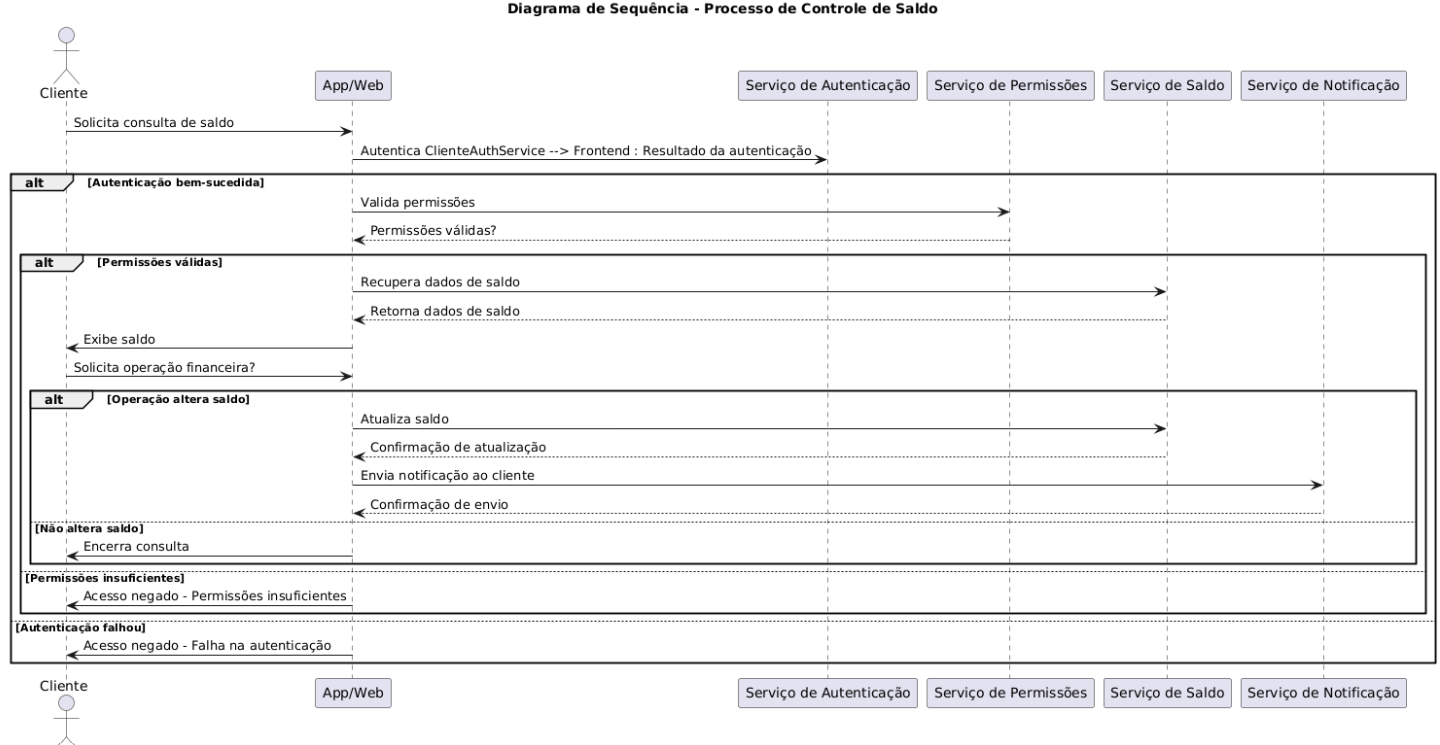 Diagrama de Sequência - Processo de Controle de Saldo
Cliente
App/Web
Serviço de Autenticação
Serviço de Permissões
Serviço de Saldo
Serviço de Notificação
Solicita consulta de saldo
Autentica ClienteAuthService --> Frontend : Resultado da autenticação
alt [Autenticação bem-sucedida]
Valida permissões
Permissões válidas?
alt [Permissões válidas]
Recupera dados de saldo
Retorna dados de saldo
Exibe saldo
Solicita operação financeira?
alt [Operação altera saldo]
Atualiza saldo
Confirmação de atualização
Envia notificação ao cliente
Confirmação de envio
[Não altera saldo]
Encerra consulta
[Permissões insuficientes]
Acesso negado - Permissões insuficientes
[Autenticação falhou]
Acesso negado - Falha na autenticação
Cliente
App/Web
Serviço de Autenticação
Serviço de Permissões
Serviço de Saldo
Serviço de Notificação